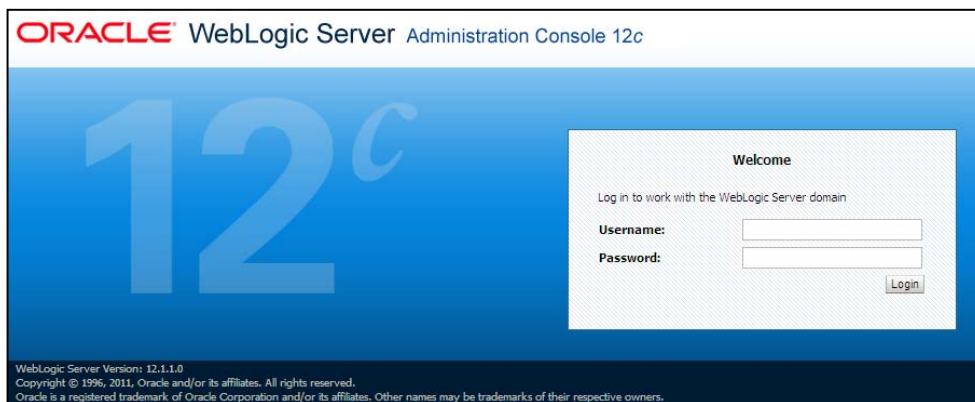 ORACLE® WebLogic Server Administration Console 12c
12c
Welcome
Log in to work with the WebLogic Server domain
Username:
Password:
Login
WebLogic Server Version: 12.1.1.0
Copyright © 1996, 2011, Oracle and/or its affiliates. All rights reserved.
Oracle is a registered trademark of Oracle Corporation and/or its affiliates. Other names may be trademarks of their respective owners.